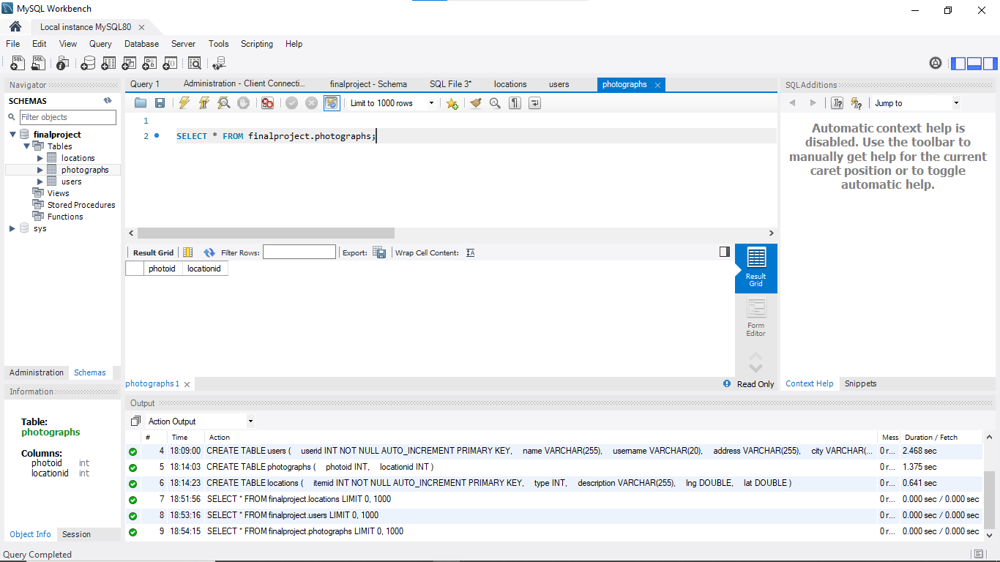 MySQL Workbench
Local instance MySQL80
File Edit View Query Database Server Tools Scripting Help
Navigator
SCHEMAS
Filter objects
finalproject
Tables
locations
photographs
users
Views
Stored Procedures
Functions
sys
Administration Schemas
Information
Table:
photographs
Columns:
photoid int
locationid int
Object Info Session
Query 1 Administration - Client Connecti... finalproject - Schema SQL File 3* locations users photographs
Limit to 1000 rows
1
2 SELECT * FROM finalproject.photographs;
Result Grid Filter Rows: Export: Wrap Cell Content:
photoid locationid
Result
Grid
Form
Editor
photographs 1 Read Only
SQLAdditions
Jump to
Automatic context help is
disabled. Use the toolbar to
manually get help for the current
caret position or to toggle
automatic help.
Context Help Snippets
Output
Action Output
# Time Action Mess Duration / Fetch
4 18:09:00 CREATE TABLE users ( userid INT NOT NULL AUTO_INCREMENT PRIMARY KEY, name VARCHAR(255), username VARCHAR(20), address VARCHAR(255), city VARCHAR(... 0 r... 2.468 sec
5 18:14:03 CREATE TABLE photographs ( photoid INT, locationid INT ) 0 r... 1.375 sec
6 18:14:23 CREATE TABLE locations ( itemid INT NOT NULL AUTO_INCREMENT PRIMARY KEY, type INT, description VARCHAR(255), lng DOUBLE, lat DOUBLE ) 0 r... 0.641 sec
7 18:51:56 SELECT * FROM finalproject.locations LIMIT 0, 1000 0 r... 0.000 sec / 0.000 sec
8 18:53:16 SELECT * FROM finalproject.users LIMIT 0, 1000 0 r... 0.000 sec / 0.000 sec
9 18:54:15 SELECT * FROM finalproject.photographs LIMIT 0, 1000 0 r... 0.000 sec / 0.000 sec
Query Completed